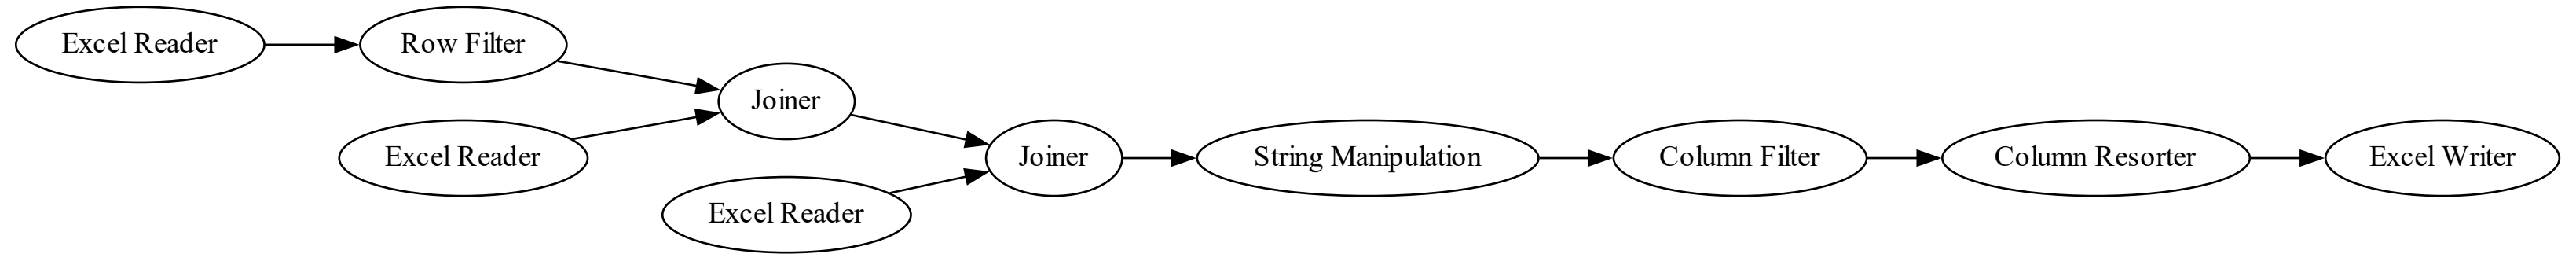 Excel Reader
Row Filter
Joiner
Excel Reader
Joiner
String Manipulation
Column Filter
Column Resorter
Excel Writer
Excel Reader